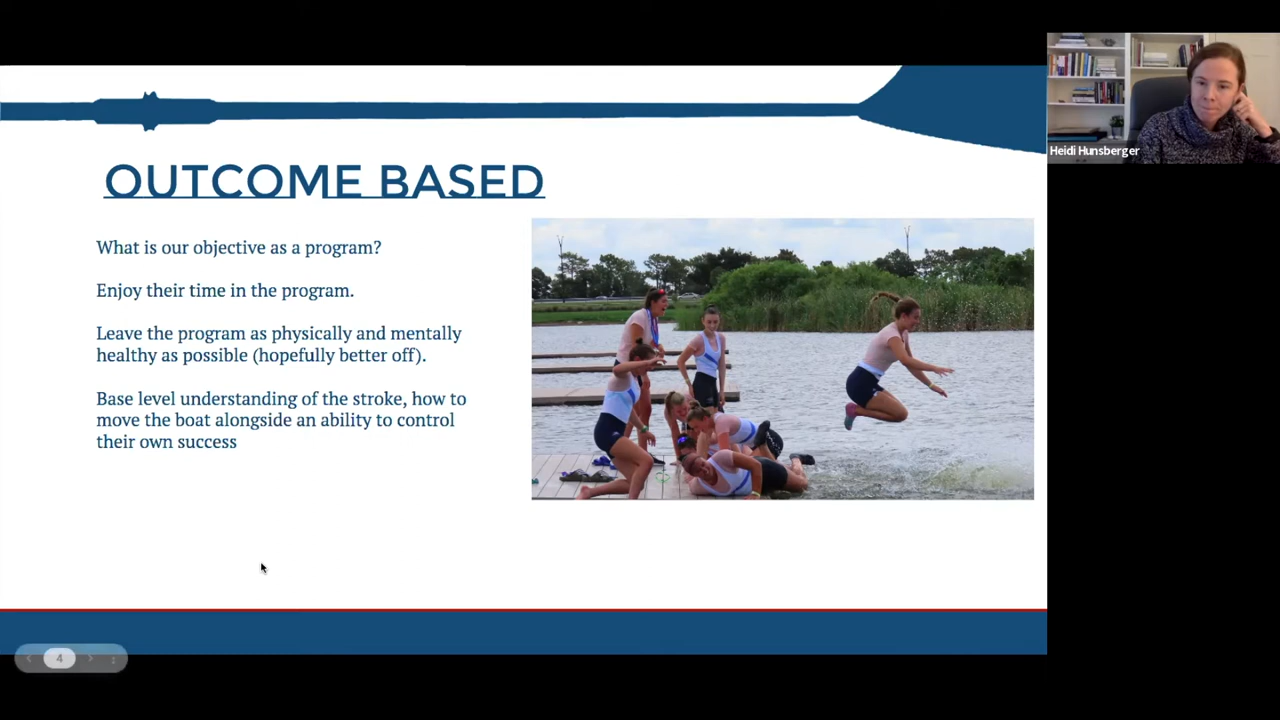 OUTCOME BASED
What is our objective as a program?
Enjoy their time in the program.
Leave the program as physically and mentally
healthy as possible (hopefully better off).
Base level understanding of the stroke, how to
move the boat alongside an ability to control
their own success
Heidi Hunsberger
4